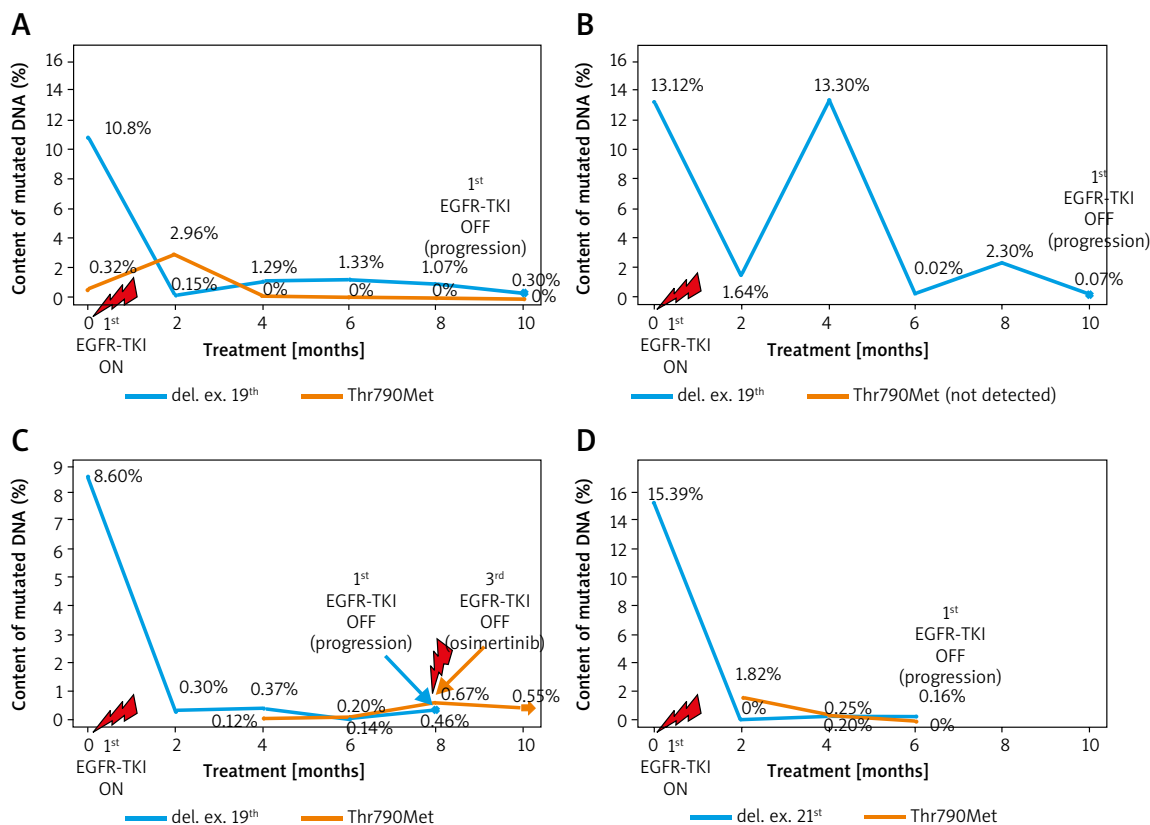 A
Content of mutated DNA (%)
16
14
12
10
8
6
4
2
0
10.8%
0.32%
2.96%
0.15%
1.29%
0%
1.33%
0%
1st
EGFR-TKI
OFF
(progression)
1.07%
0%
0.30%
0%
0 2 4 6 8 10
1st
EGFR-TKI
ON
Treatment [months]
del. ex. 19th Thr790Met
B
Content of mutated DNA (%)
16
14
12
10
8
6
4
2
0
13.12%
1.64%
13.30%
0.02%
2.30%
1st
EGFR-TKI
OFF
(progression)
0.07%
0 2 4 6 8 10
1st
EGFR-TKI
ON
Treatment [months]
del. ex. 19th Thr790Met (not detected)
C
Content of mutated DNA (%)
9
8
7
6
5
4
3
2
1
0
8.60%
0.30%
0.37%
0.12%
0.20%
0.14%
1st
EGFR-TKI
OFF
(progression)
3rd
EGFR-TKI
OFF
(osimertinib)
0.67%
0.46%
0.55%
0 2 4 6 8 10
1st
EGFR-TKI
ON
Treatment [months]
del. ex. 19th Thr790Met
D
Content of mutated DNA (%)
16
14
12
10
8
6
4
2
0
15.39%
1.82%
0%
0.25%
0.20%
1st
EGFR-TKI
OFF
(progression)
0.16%
0%
0 2 4 6 8 10
1st
EGFR-TKI
ON
Treatment [months]
del. ex. 21st Thr790Met